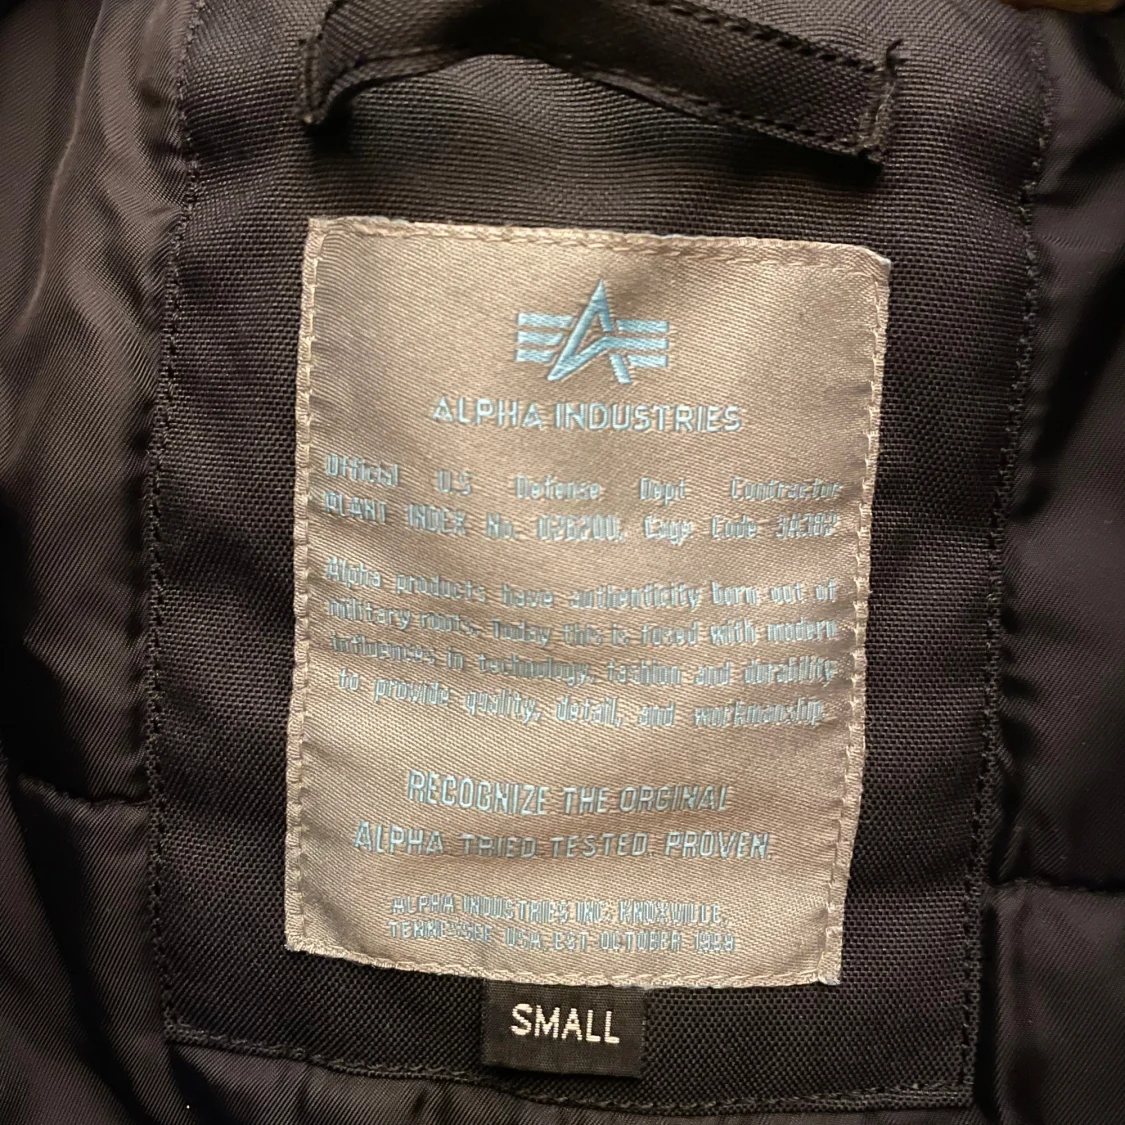 ALPHA INDUSTRIES
Official U.S Defense Dept Contractor
PLANT INDEX No. 026200, Cage Code 3A382
Alpha products have authenticity born out of
military roots. Today this is fused with modern
influences in technology, fashion and durability
to provide quality, detail, and workmanship.
RECOGNIZE THE ORGINAL
ALPHA TRIED. TESTED. PROVEN.
ALPHA INDUSTRIES INC. KNOXVILLE,
TENNESSEE USA. EST OCTOBER 1959
SMALL